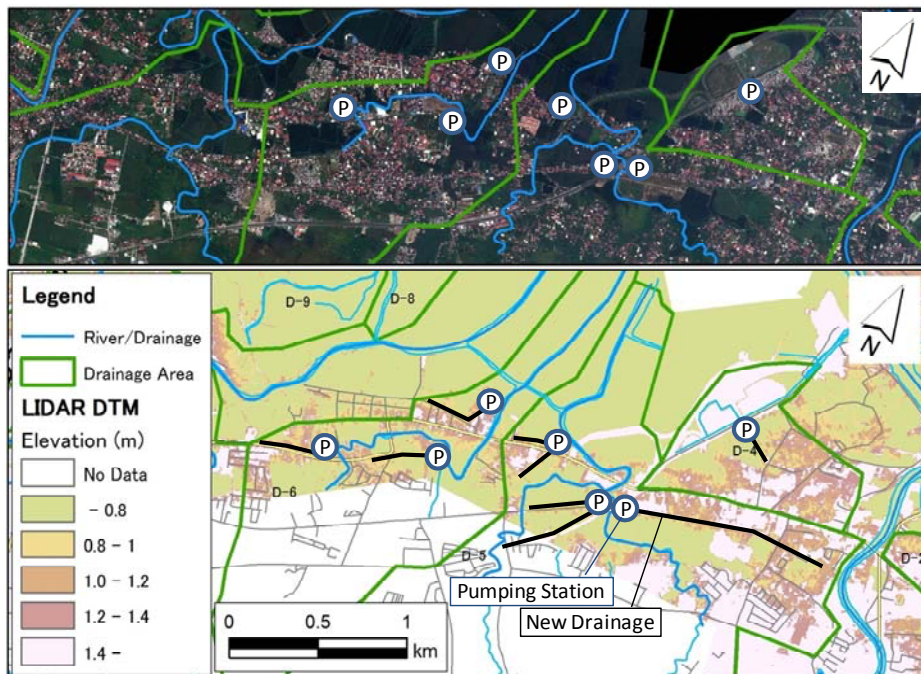 P
P
P
P
P
P
P
N
Legend
River/Drainage
Drainage Area
LIDAR DTM
Elevation (m)
No Data
- 0.8
0.8 - 1
1.0 - 1.2
1.2 - 1.4
1.4 -
D-9
D-8
N
P
P
P
P
P
D-4
D-6
P
P
D-5
Pumping Station
New Drainage
0 0.5 1
km